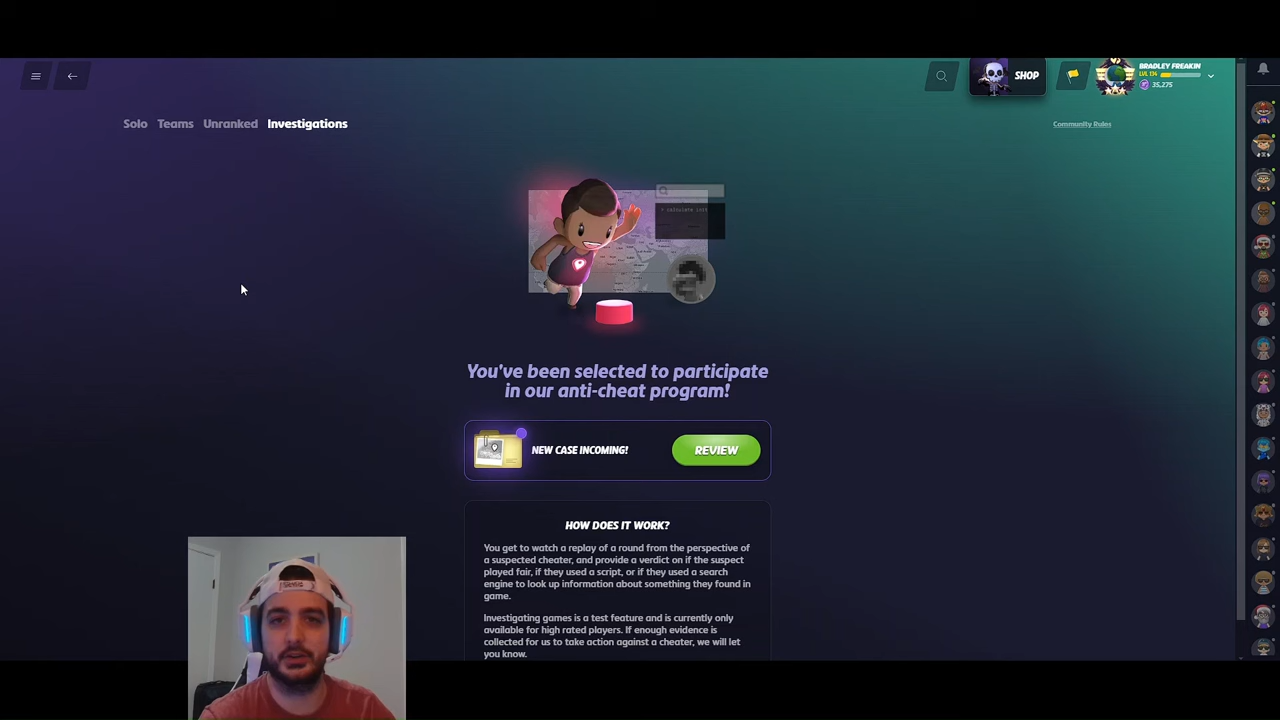 SHOP
BRADLEY FREAKIN
LVL 134
35,275
Solo Teams Unranked Investigations
Community Rules
You've been selected to participate
in our anti-cheat program!
NEW CASE INCOMING!
REVIEW
HOW DOES IT WORK?
You get to watch a replay of a round from the perspective of
a suspected cheater, and provide a verdict on if the suspect
played fair, if they used a script, or if they used a search
engine to look up information about something they found in
game.
Investigating games is a test feature and is currently only
available for high rated players. If enough evidence is
collected for us to take action against a cheater, we will let
you know.